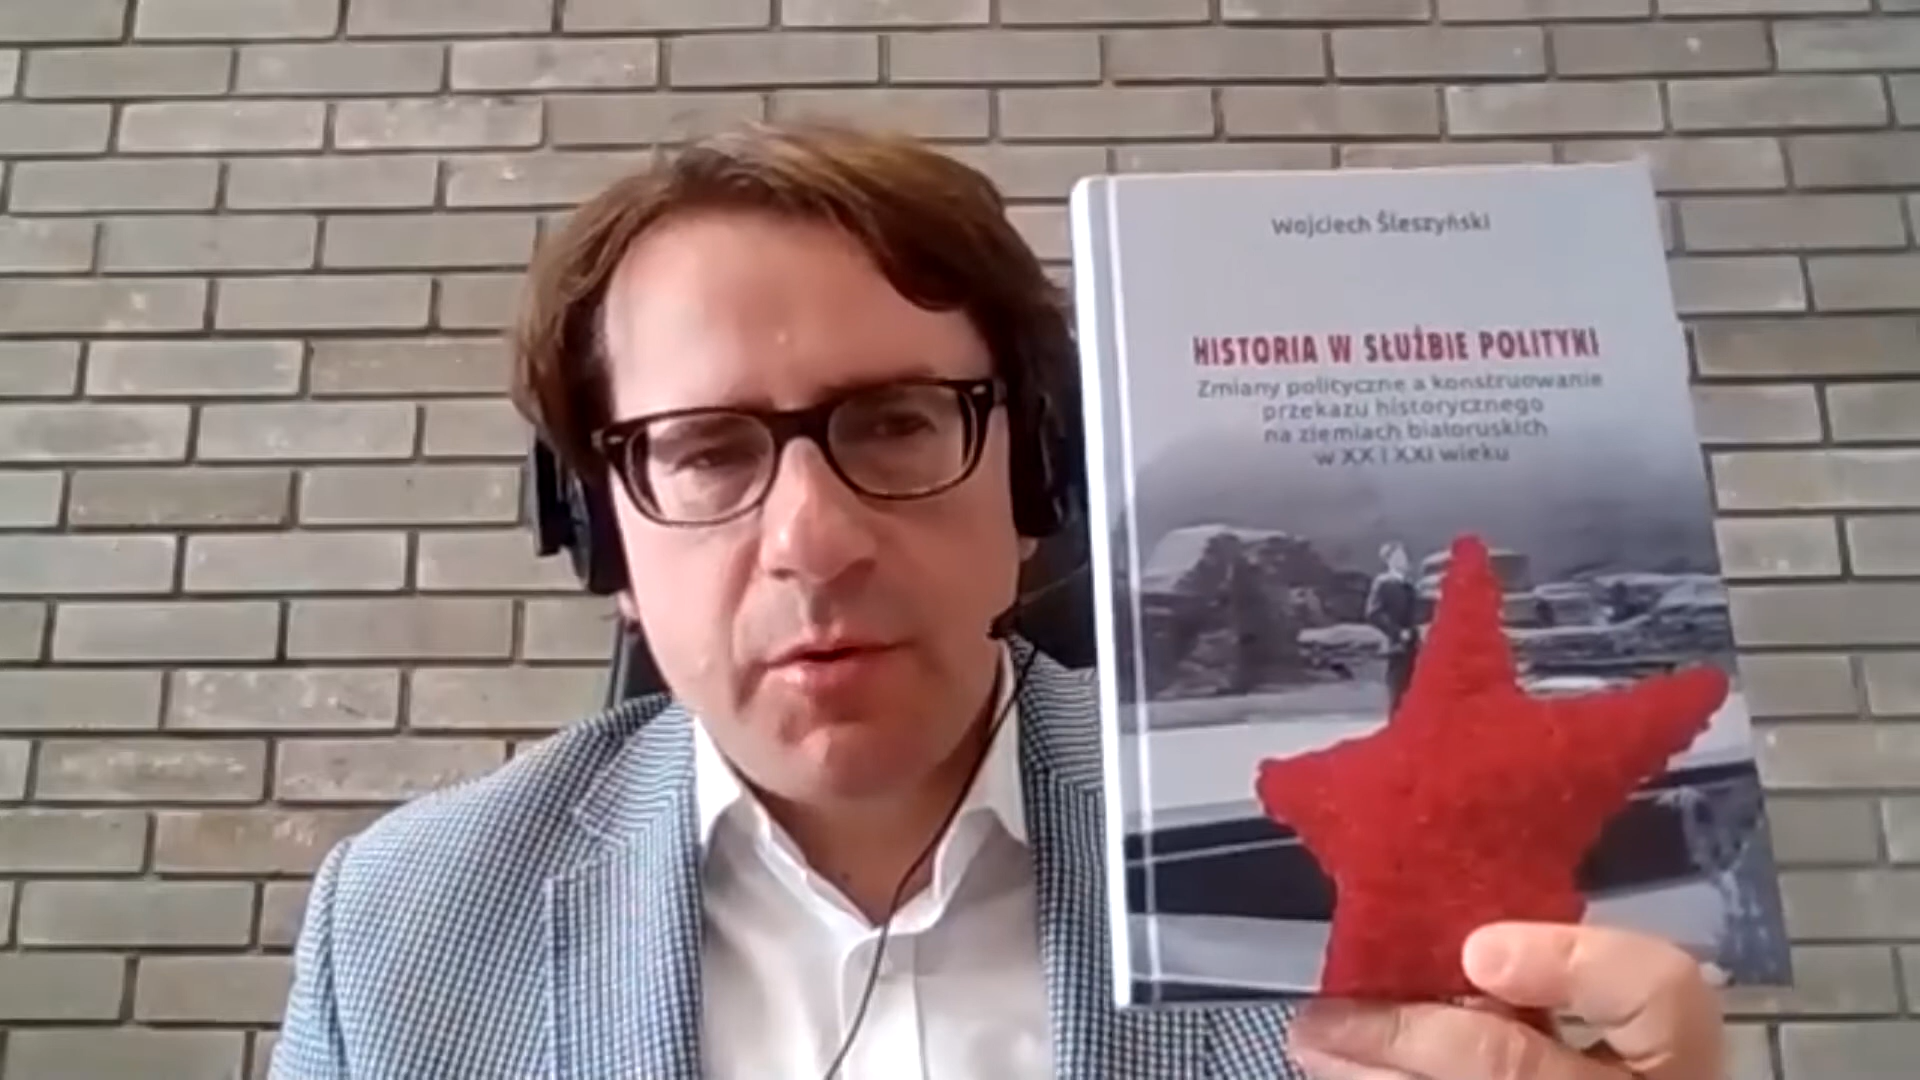 Wojciech Śleszyński
HISTORIA W SŁUŻBIE POLITYKI
Zmiany polityczne a konstruowanie
przekazu historycznego
na ziemiach białoruskich
w XX i XXI wieku